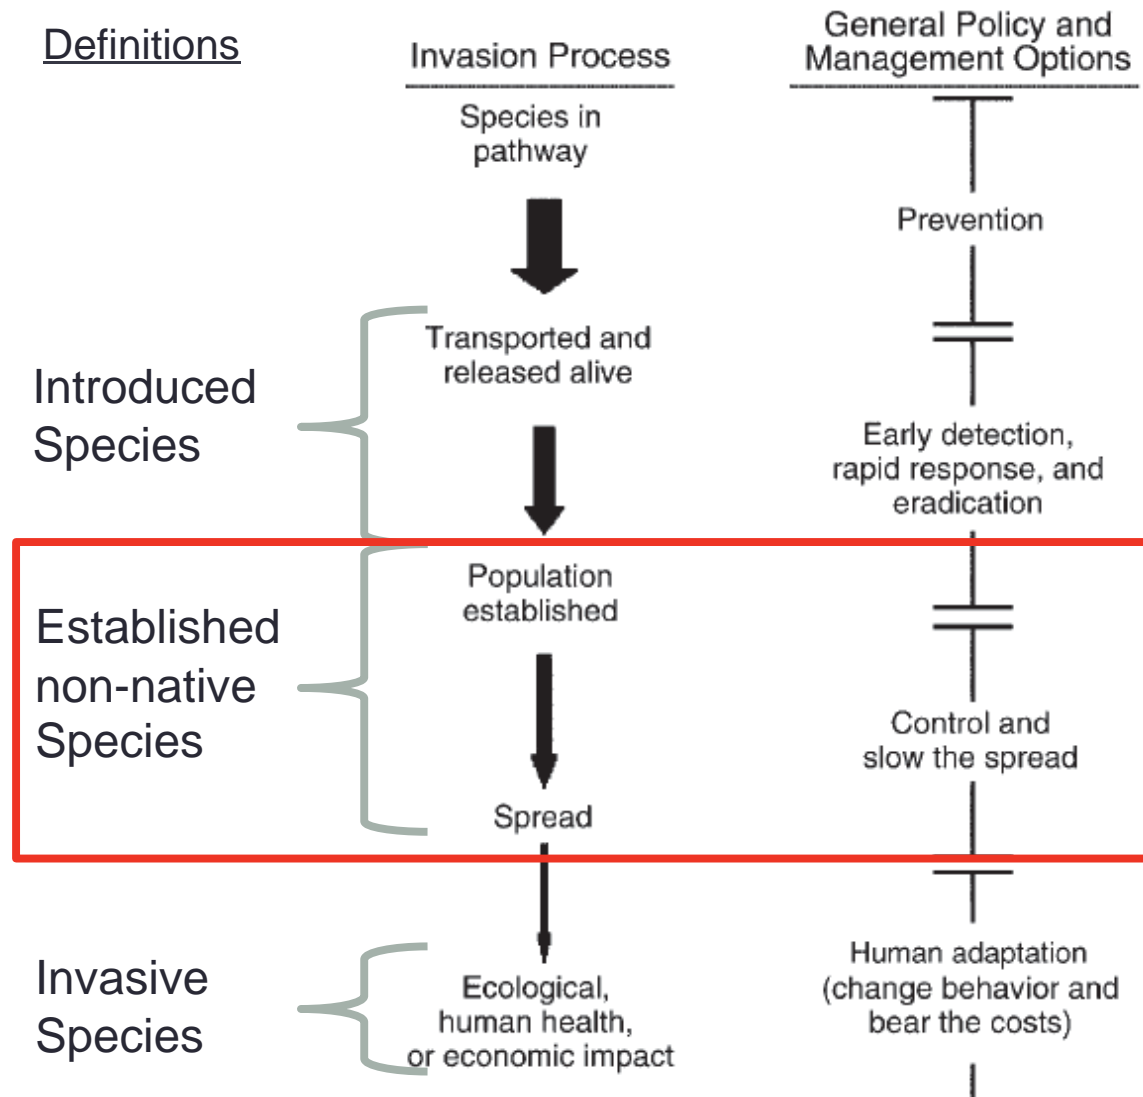 Definitions
Invasion Process
General Policy and
Management Options
Species in
pathway
Prevention
Introduced
Species
Transported and
released alive
Early detection,
rapid response, and
eradication
Established
non-native
Species
Population
established
Control and
slow the spread
Spread
Invasive
Species
Ecological,
human health,
or economic impact
Human adaptation
(change behavior and
bear the costs)